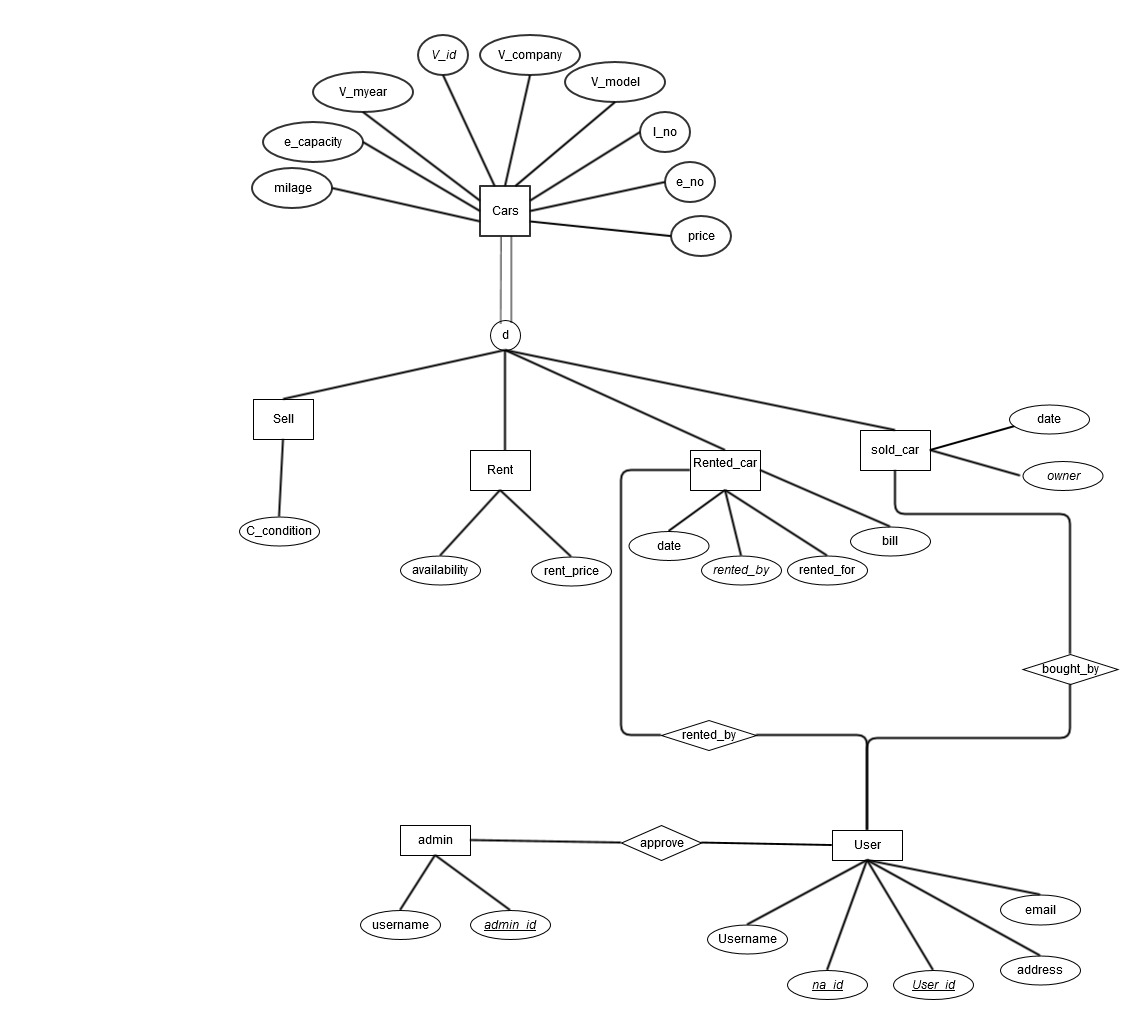 V_id
V_company
V_model
V_myear
l_no
e_capacity
e_no
milage
Cars
price
d
Sell
date
sold_car
Rent
Rented_car
owner
C_condition
date
bill
availability
rent_price
rented_by
rented_for
bought_by
rented_by
admin
approve
User
username
admin_id
email
Username
address
na_id
User_id